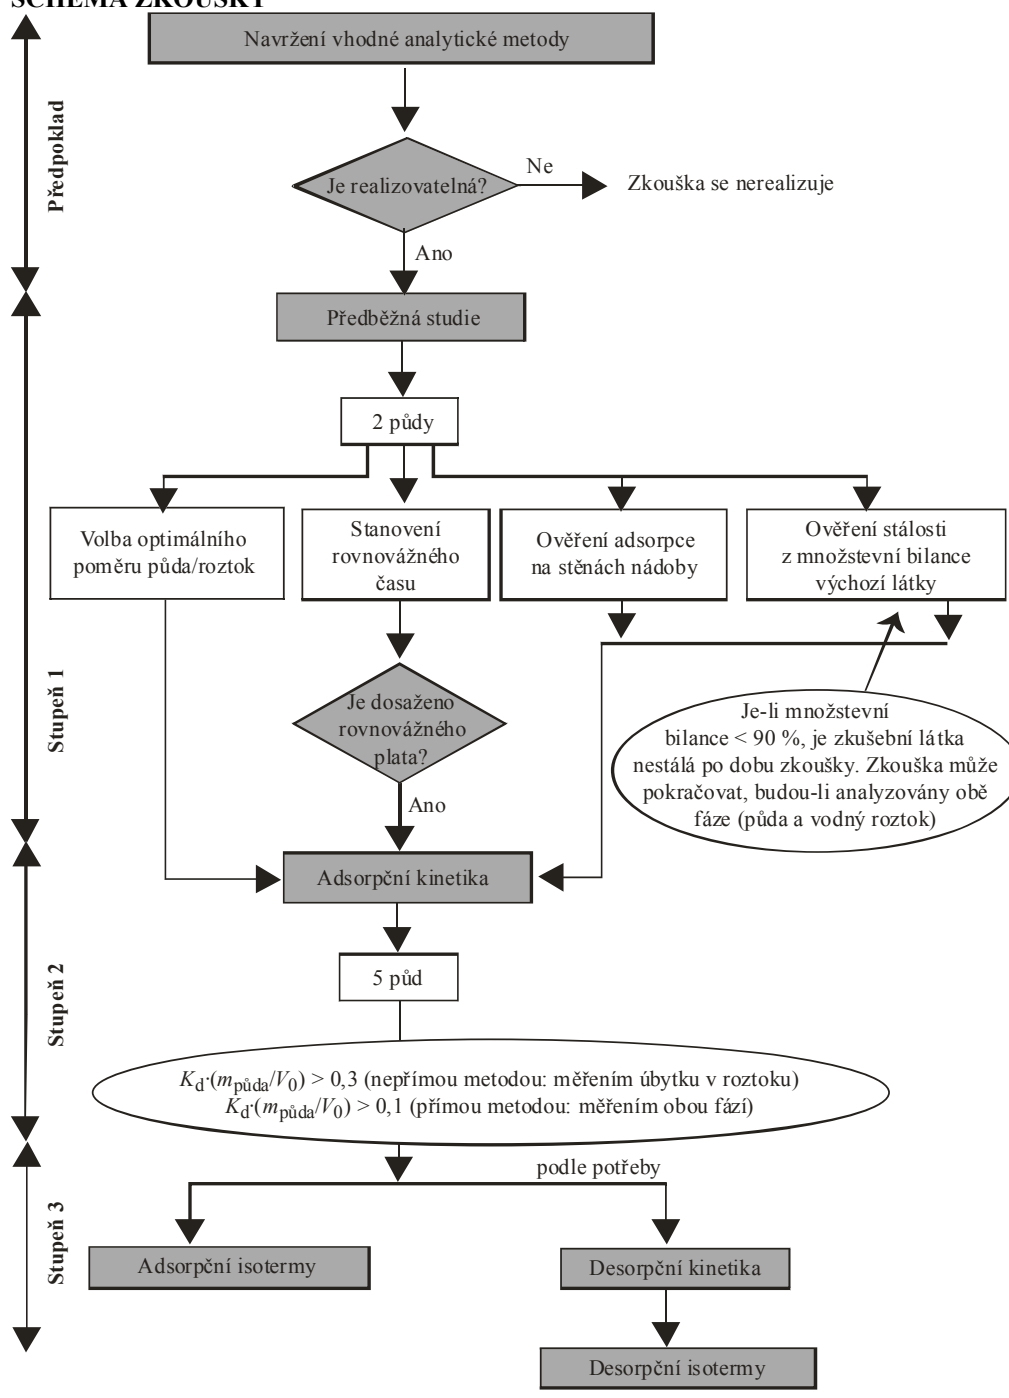 SCHÉMA ZKOUŠKY
Navržení vhodné analytické metody
Předpoklad
Je realizovatelná?
Ne
Zkouška se nerealizuje
Ano
Předběžná studie
2 půdy
Volba optimálního
poměru půda/roztok
Stanovení
rovnovážného
času
Ověření adsorpce
na stěnách nádoby
Ověření stálosti
z množstevní bilance
výchozí látky
Stupeň 1
Je dosaženo
rovnovážného
plata?
Je-li množstevní
bilance < 90 %, je zkušební látka
nestálá po dobu zkoušky. Zkouška může
pokračovat, budou-li analyzovány obě
fáze (půda a vodný roztok)
Ano
Adsorpční kinetika
Stupeň 2
5 půd
Kd·(mpůda/V0) > 0,3 (nepřímou metodou: měřením úbytku v roztoku)
Kd·(mpůda/V0) > 0,1 (přímou metodou: měřením obou fází)
podle potřeby
Stupeň 3
Adsorpční isotermy
Desorpční kinetika
Desorpční isotermy